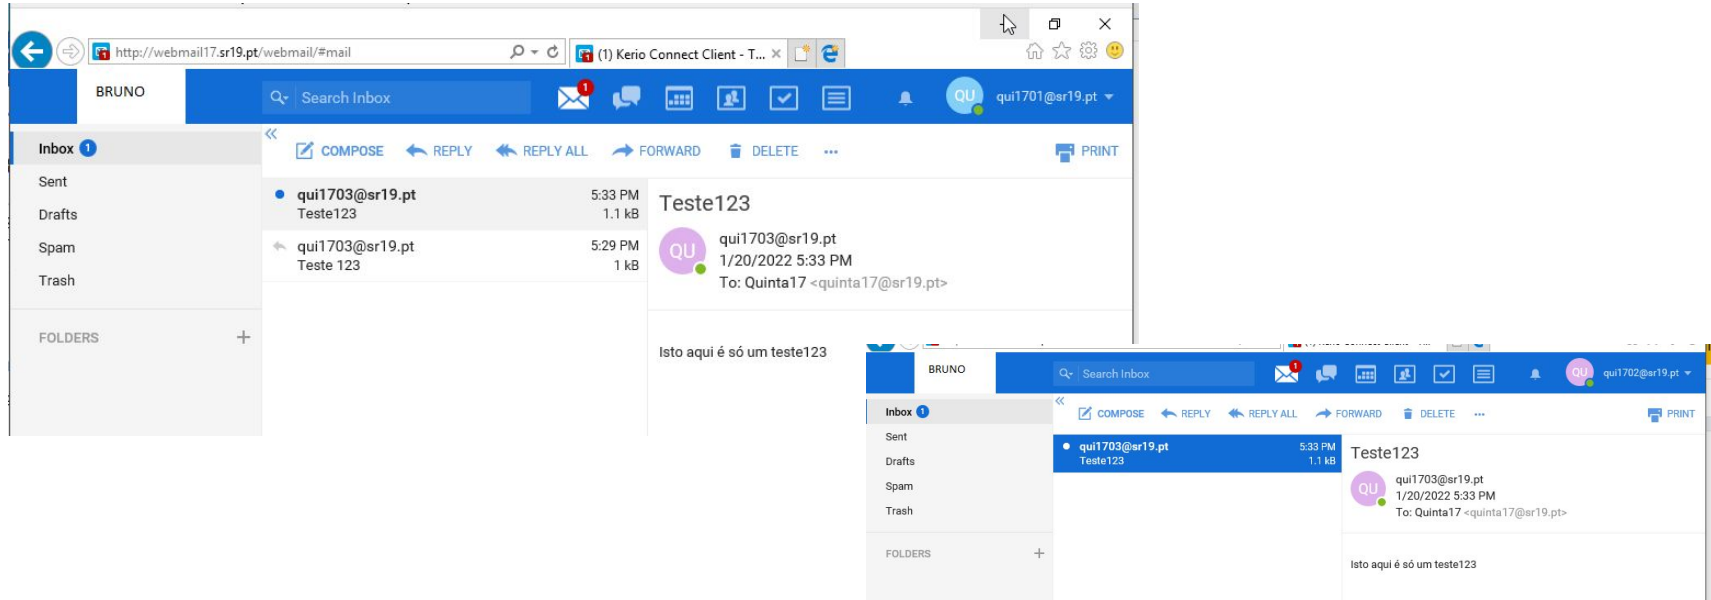 http://webmail17.sr19.pt/webmail/#mail
(1) Kerio Connect Client - T...
BRUNO
Search Inbox
1
QU
qui1701@sr19.pt
Inbox 1
COMPOSE
REPLY
REPLY ALL
FORWARD
DELETE
PRINT
Sent
Drafts
Spam
Trash
FOLDERS
qui1703@sr19.pt 5:33 PM
Teste123 1.1 kB
qui1703@sr19.pt 5:29 PM
Teste 123 1 kB
Teste123
QU
qui1703@sr19.pt
1/20/2022 5:33 PM
To: Quinta17 <quinta17@sr19.pt>
Isto aqui é só um teste123
BRUNO
Search Inbox
1
QU
qui1702@sr19.pt
Inbox 1
COMPOSE
REPLY
REPLY ALL
FORWARD
DELETE
PRINT
Sent
Drafts
Spam
Trash
FOLDERS
qui1703@sr19.pt 5:33 PM
Teste123 1.1 kB
Teste123
QU
qui1703@sr19.pt
1/20/2022 5:33 PM
To: Quinta17 <quinta17@sr19.pt>
Isto aqui é só um teste123